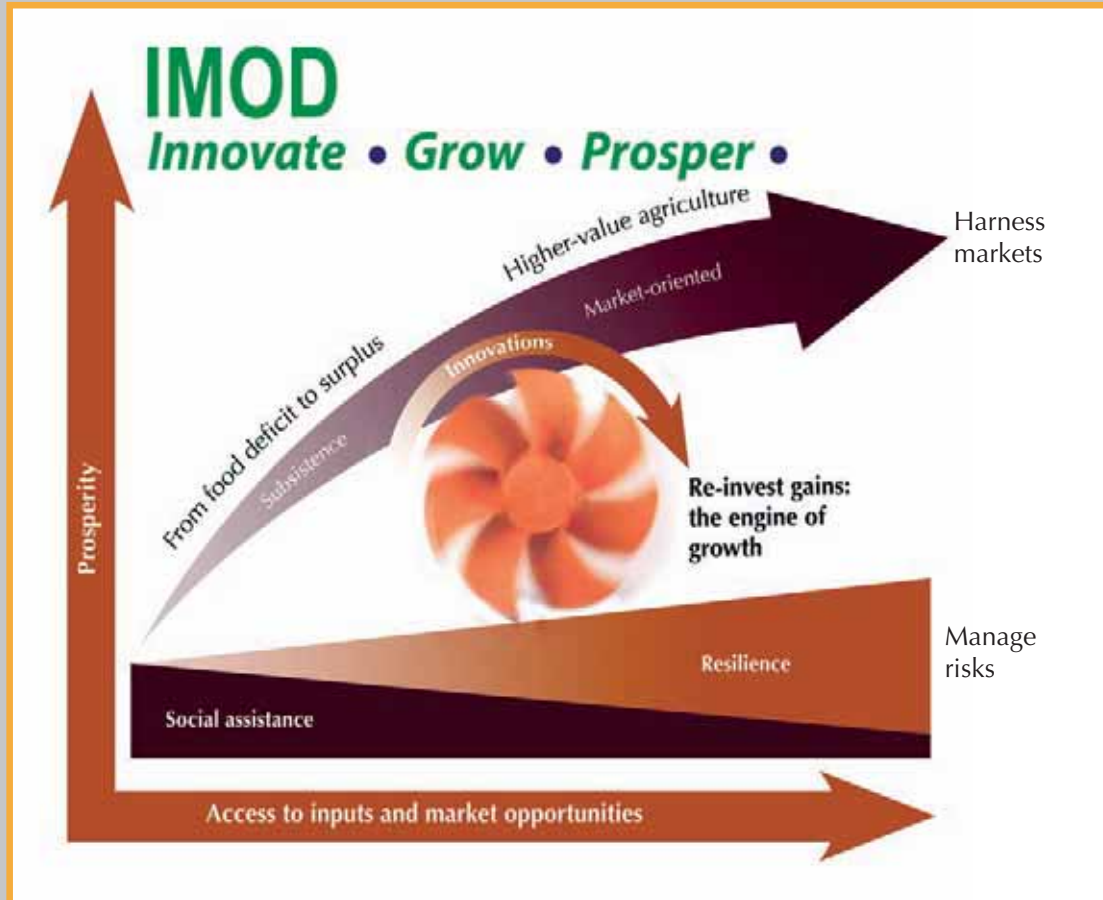 IMOD
Innovate • Grow • Prosper •
Higher-value agriculture
Harness
markets
Market-oriented
Innovations
From food deficit to surplus
Subsistence
Prosperity
Re-invest gains:
the engine of
growth
Resilience
Manage
risks
Social assistance
Access to inputs and market opportunities